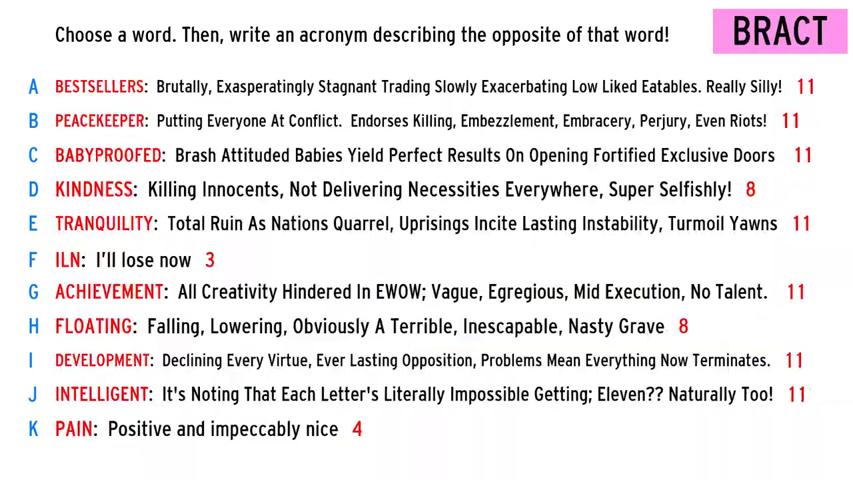 Choose a word. Then, write an acronym describing the opposite of that word!
BRACT
A BESTSELLERS: Brutally, Exasperatingly Stagnant Trading Slowly Exacerbating Low Liked Eatables. Really Silly! 11
B PEACEKEEPER: Putting Everyone At Conflict. Endorses Killing, Embezzlement, Embracery, Perjury, Even Riots! 11
C BABYPROOFED: Brash Attituded Babies Yield Perfect Results On Opening Fortified Exclusive Doors 11
D KINDNESS: Killing Innocents, Not Delivering Necessities Everywhere, Super Selfishly! 8
E TRANQUILITY: Total Ruin As Nations Quarrel, Uprisings Incite Lasting Instability, Turmoil Yawns 11
F ILN: I'll lose now 3
G ACHIEVEMENT: All Creativity Hindered In EWOW; Vague, Egregious, Mid Execution, No Talent. 11
H FLOATING: Falling, Lowering, Obviously A Terrible, Inescapable, Nasty Grave 8
I DEVELOPMENT: Declining Every Virtue, Ever Lasting Opposition, Problems Mean Everything Now Terminates. 11
J INTELLIGENT: It's Noting That Each Letter's Literally Impossible Getting; Eleven?? Naturally Too! 11
K PAIN: Positive and impeccably nice 4